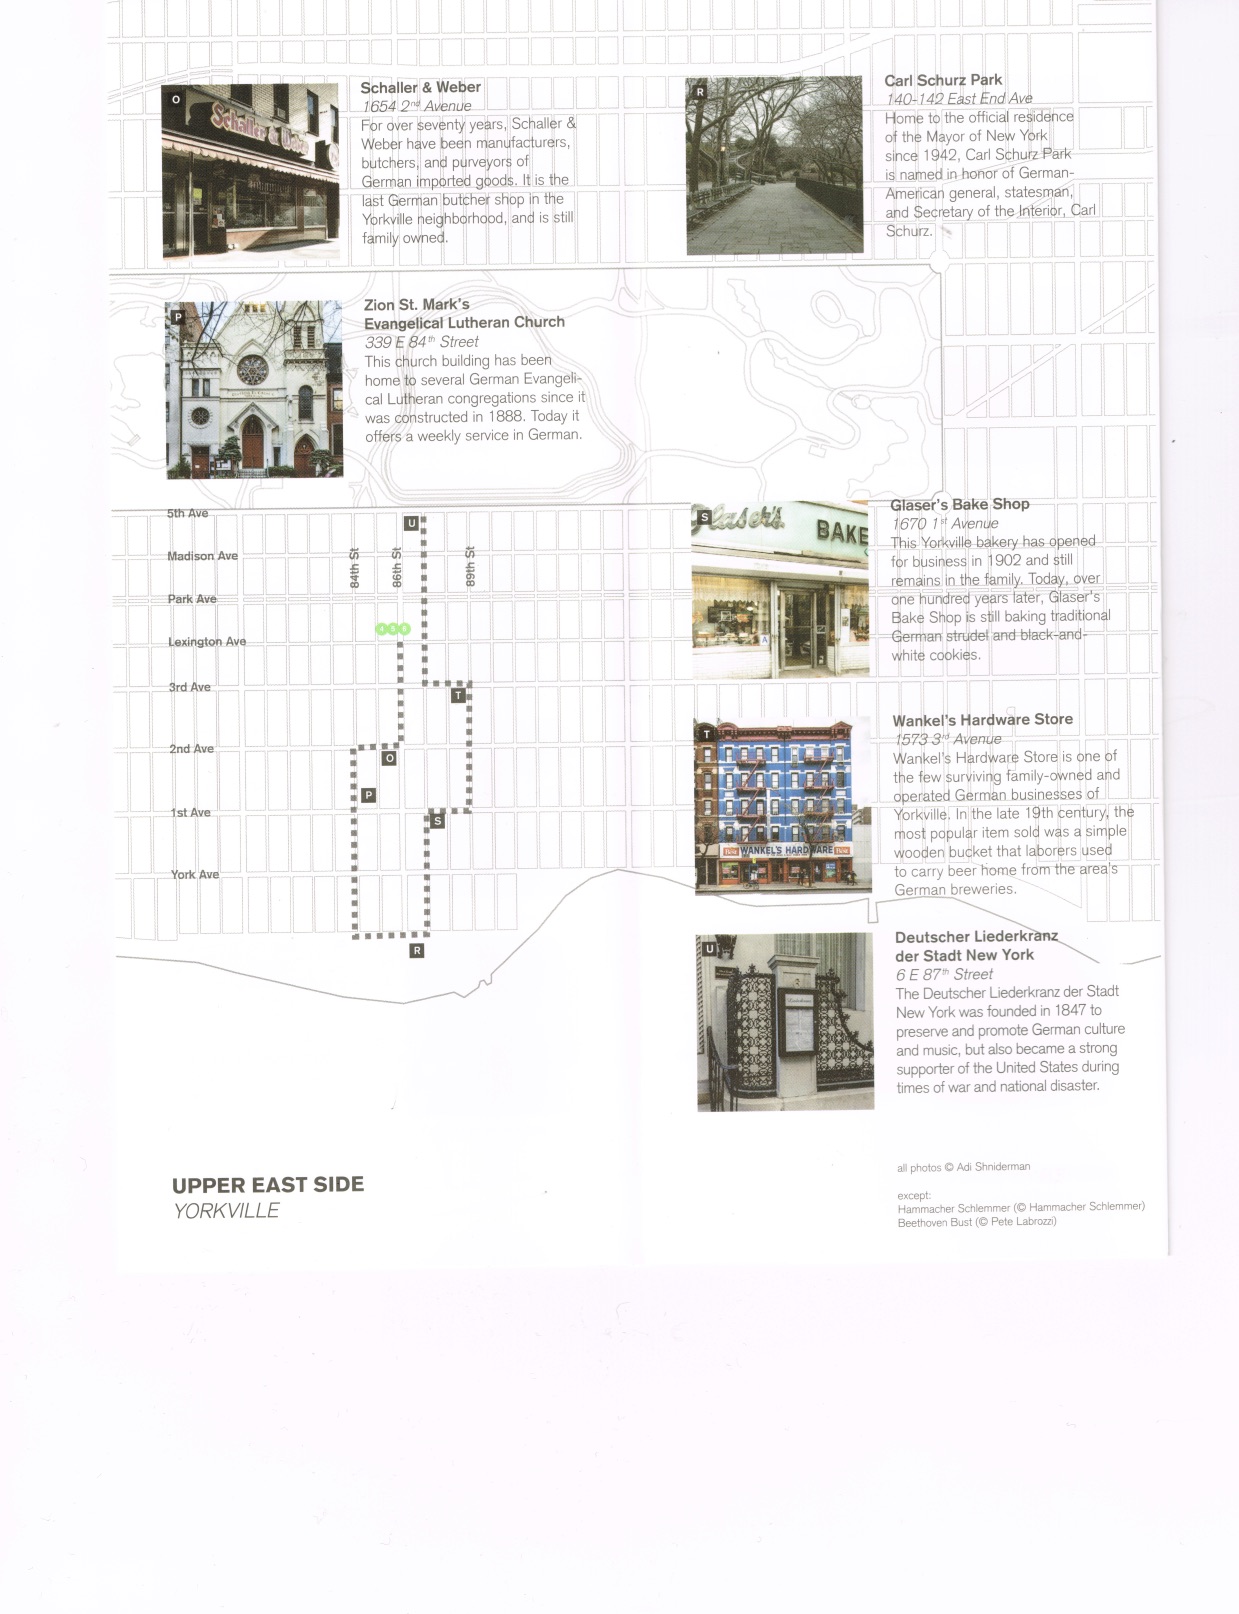 O
Schaller & Weber
Schaller & Weber
1654 2nd Avenue
For over seventy years, Schaller &
Weber have been manufacturers,
butchers, and purveyors of
German imported goods. It is the
last German butcher shop in the
Yorkville neighborhood, and is still
family owned.
R
Carl Schurz Park
140-142 East End Ave
Home to the official residence
of the Mayor of New York
since 1942, Carl Schurz Park
is named in honor of German-
American general, statesman,
and Secretary of the Interior, Carl
Schurz.
P
Zion St. Mark's
Evangelical Lutheran Church
339 E 84th Street
This church building has been
home to several German Evangeli-
cal Lutheran congregations since it
was constructed in 1888. Today it
offers a weekly service in German.
5th Ave
Madison Ave
Park Ave
Lexington Ave
3rd Ave
2nd Ave
1st Ave
York Ave
84th St
86th St
89th St
U
4 5 6
T
O
P
S
R
S
Glaser's
BAKE
A
Glaser's Bake Shop
1670 1st Avenue
This Yorkville bakery has opened
for business in 1902 and still
remains in the family. Today, over
one hundred years later, Glaser's
Bake Shop is still baking traditional
German strudel and black-and-
white cookies.
T
WANKEL'S HARDWARE
Wankel's Hardware Store
1573 3rd Avenue
Wankel's Hardware Store is one of
the few surviving family-owned and
operated German businesses of
Yorkville. In the late 19th century, the
most popular item sold was a simple
wooden bucket that laborers used
to carry beer home from the area's
German breweries.
U
Liederkranz
Deutscher Liederkranz
der Stadt New York
6 E 87th Street
The Deutscher Liederkranz der Stadt
New York was founded in 1847 to
preserve and promote German culture
and music, but also became a strong
supporter of the United States during
times of war and national disaster.
UPPER EAST SIDE
YORKVILLE
all photos © Adi Shniderman
except:
Hammacher Schlemmer (© Hammacher Schlemmer)
Beethoven Bust (© Pete Labrozzi)